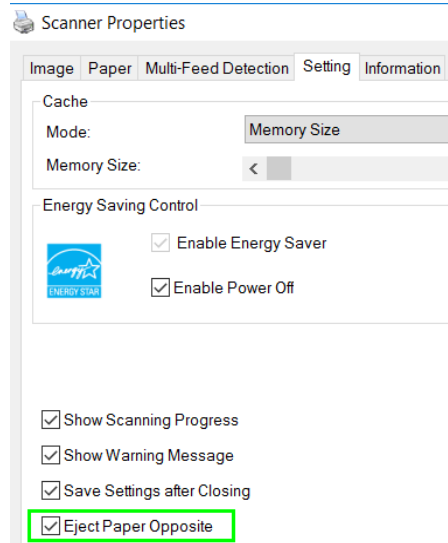 Scanner Properties
Image Paper Multi-Feed Detection Setting Information
Cache
Mode: Memory Size
Memory Size:
Energy Saving Control
Enable Energy Saver
energy
ENERGY STAR
Enable Power Off
Show Scanning Progress
Show Warning Message
Save Settings after Closing
Eject Paper Opposite